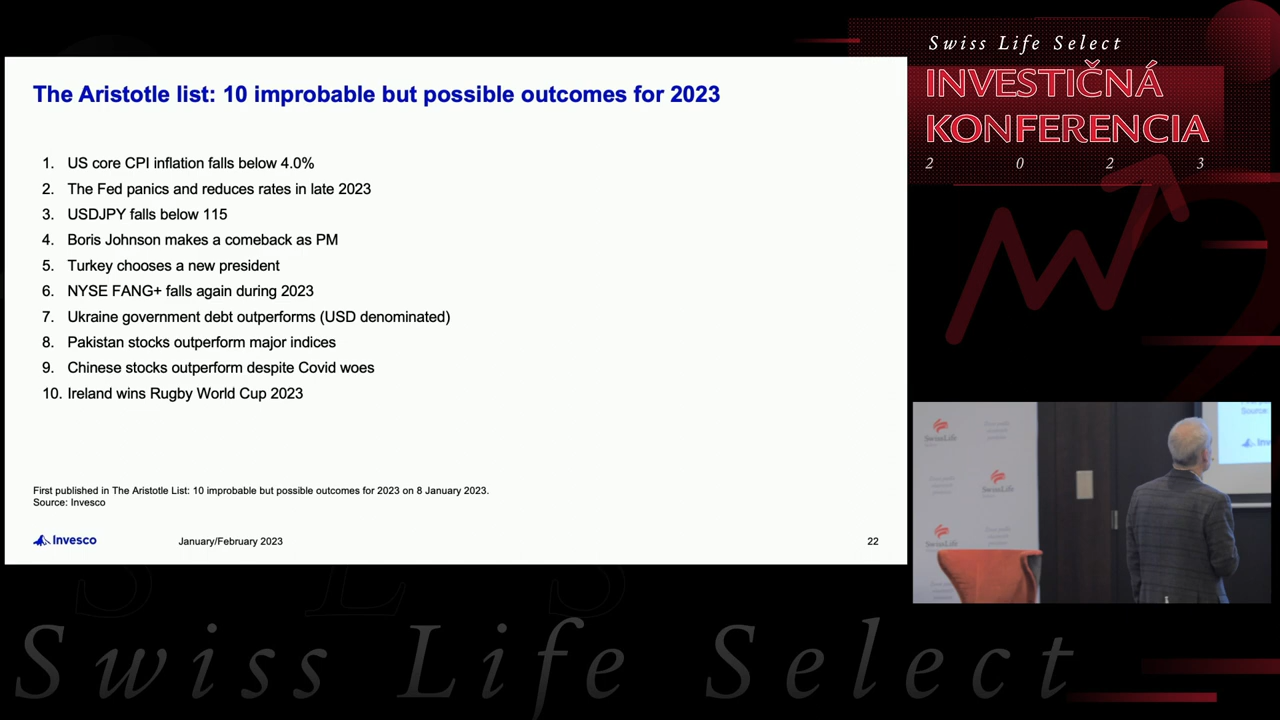 Swiss Life Select
INVESTIČNÁ
KONFERENCIA
2 0 2 3
The Aristotle list: 10 improbable but possible outcomes for 2023
1. US core CPI inflation falls below 4.0%
2. The Fed panics and reduces rates in late 2023
3. USDJPY falls below 115
4. Boris Johnson makes a comeback as PM
5. Turkey chooses a new president
6. NYSE FANG+ falls again during 2023
7. Ukraine government debt outperforms (USD denominated)
8. Pakistan stocks outperform major indices
9. Chinese stocks outperform despite Covid woes
10. Ireland wins Rugby World Cup 2023
First published in The Aristotle List: 10 improbable but possible outcomes for 2023 on 8 January 2023.
Source: Invesco
Invesco
January/February 2023
22
Source
SwissLife
SwissLife
SwissLife
S L S
Swiss Life Select